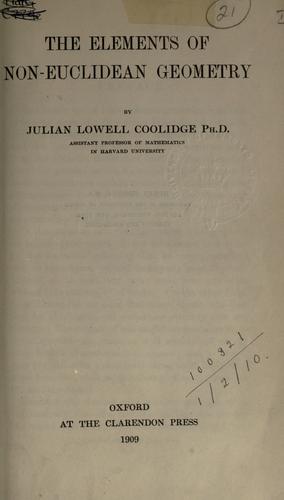 21
THE ELEMENTS OF
NON-EUCLIDEAN GEOMETRY
BY
JULIAN LOWELL COOLIDGE PH.D.
ASSISTANT PROFESSOR OF MATHEMATICS
IN HARVARD UNIVERSITY
100821
1/2/10.
OXFORD
AT THE CLARENDON PRESS
1909